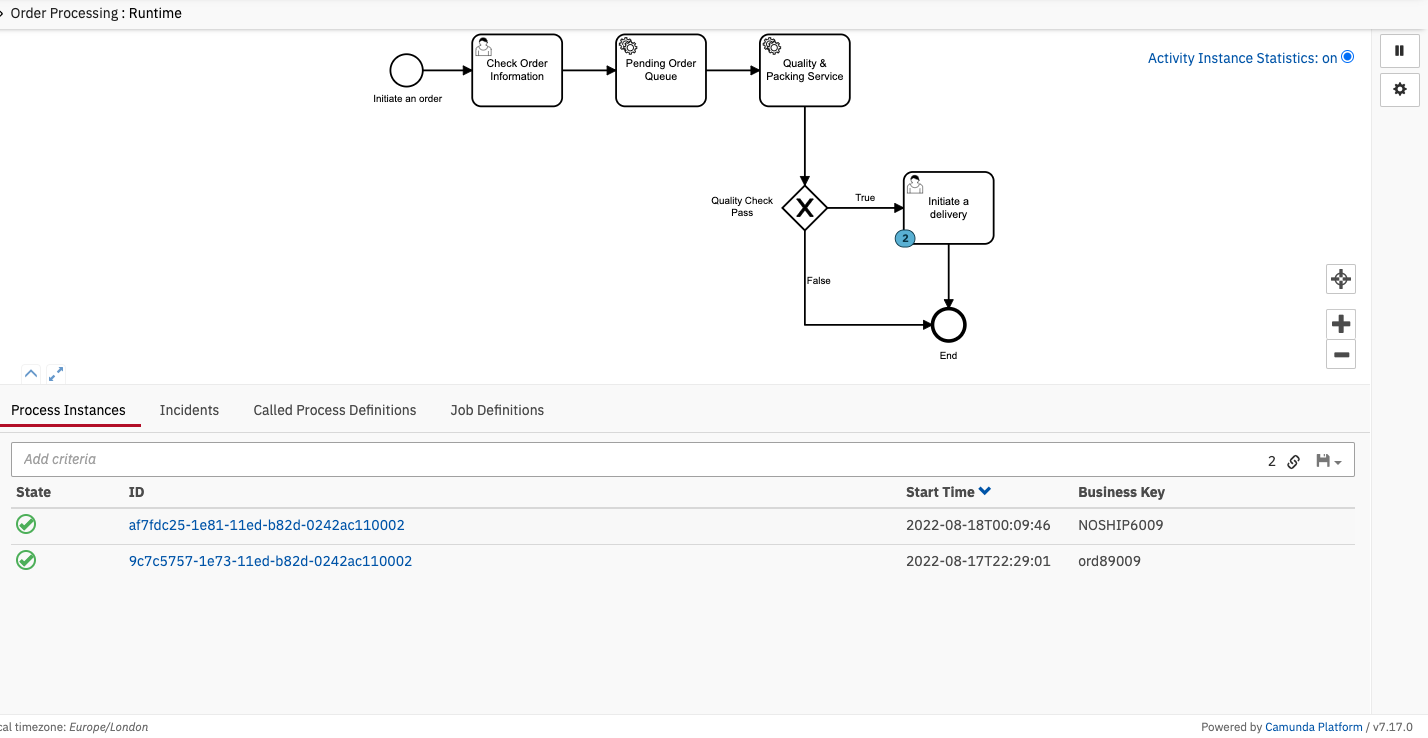 Order Processing : Runtime
Activity Instance Statistics: on
Initiate an order
Check Order
Information
Pending Order
Queue
Quality &
Packing Service
Quality Check
Pass
X
True
Initiate a
delivery
2
False
End
Process Instances Incidents Called Process Definitions Job Definitions
Add criteria 2
State ID Start Time Business Key
af7fdc25-1e81-11ed-b82d-0242ac110002 2022-08-18T00:09:46 NOSHIP6009
9c7c5757-1e73-11ed-b82d-0242ac110002 2022-08-17T22:29:01 ord89009
cal timezone: Europe/London Powered by Camunda Platform / v7.17.0